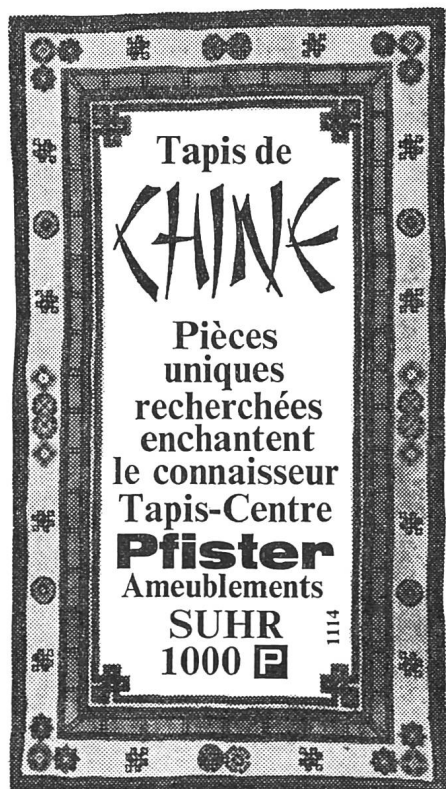 Tapis de
CHINE
Pièces
uniques
recherchées
enchantent
le connaisseur
Tapis-Centre
Pfister
Ameublements
SUHR
1000 P
1114